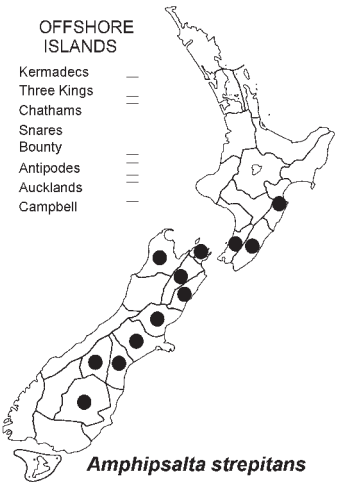 OFFSHORE
ISLANDS
Kermadecs —
Three Kings —
Chathams —
Snares
Bounty —
Antipodes —
Aucklands —
Campbell —
Amphipsalta strepitans